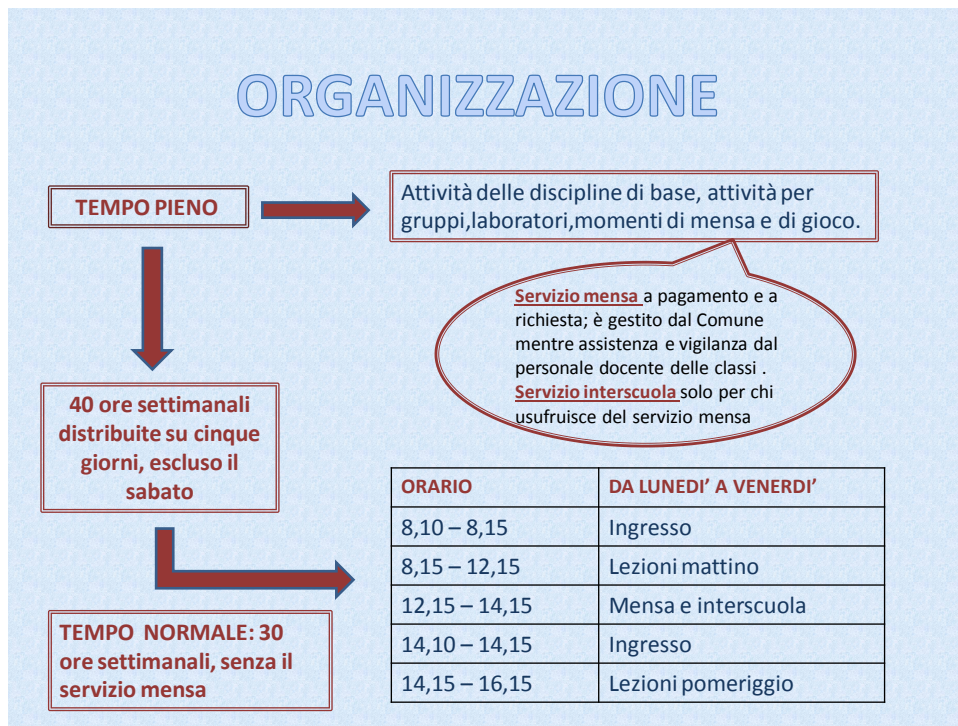 ORGANIZZAZIONE
TEMPO PIENO
Attività delle discipline di base, attività per
gruppi,laboratori,momenti di mensa e di gioco.
Servizio mensa a pagamento e a
richiesta; è gestito dal Comune
mentre assistenza e vigilanza dal
personale docente delle classi .
Servizio interscuola solo per chi
usufruisce del servizio mensa
40 ore settimanali
distribuite su cinque
giorni, escluso il
sabato
ORARIO DA LUNEDI’ A VENERDI’
8,10 – 8,15 Ingresso
8,15 – 12,15 Lezioni mattino
12,15 – 14,15 Mensa e interscuola
14,10 – 14,15 Ingresso
14,15 – 16,15 Lezioni pomeriggio
TEMPO NORMALE: 30
ore settimanali, senza il
servizio mensa